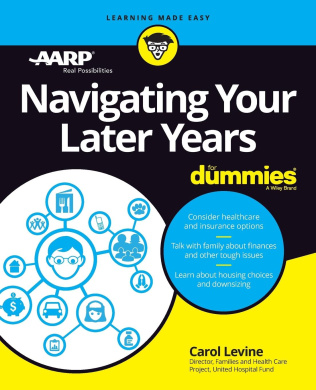 LEARNING MADE EASY
AARP
Real Possibilities
Navigating Your
Later Years
for
dummies
A Wiley Brand
Consider healthcare
and insurance options
Talk with family about finances
and other tough issues
Learn about housing choices
and downsizing
$
Carol Levine
Director, Families and Health Care
Project, United Hospital Fund